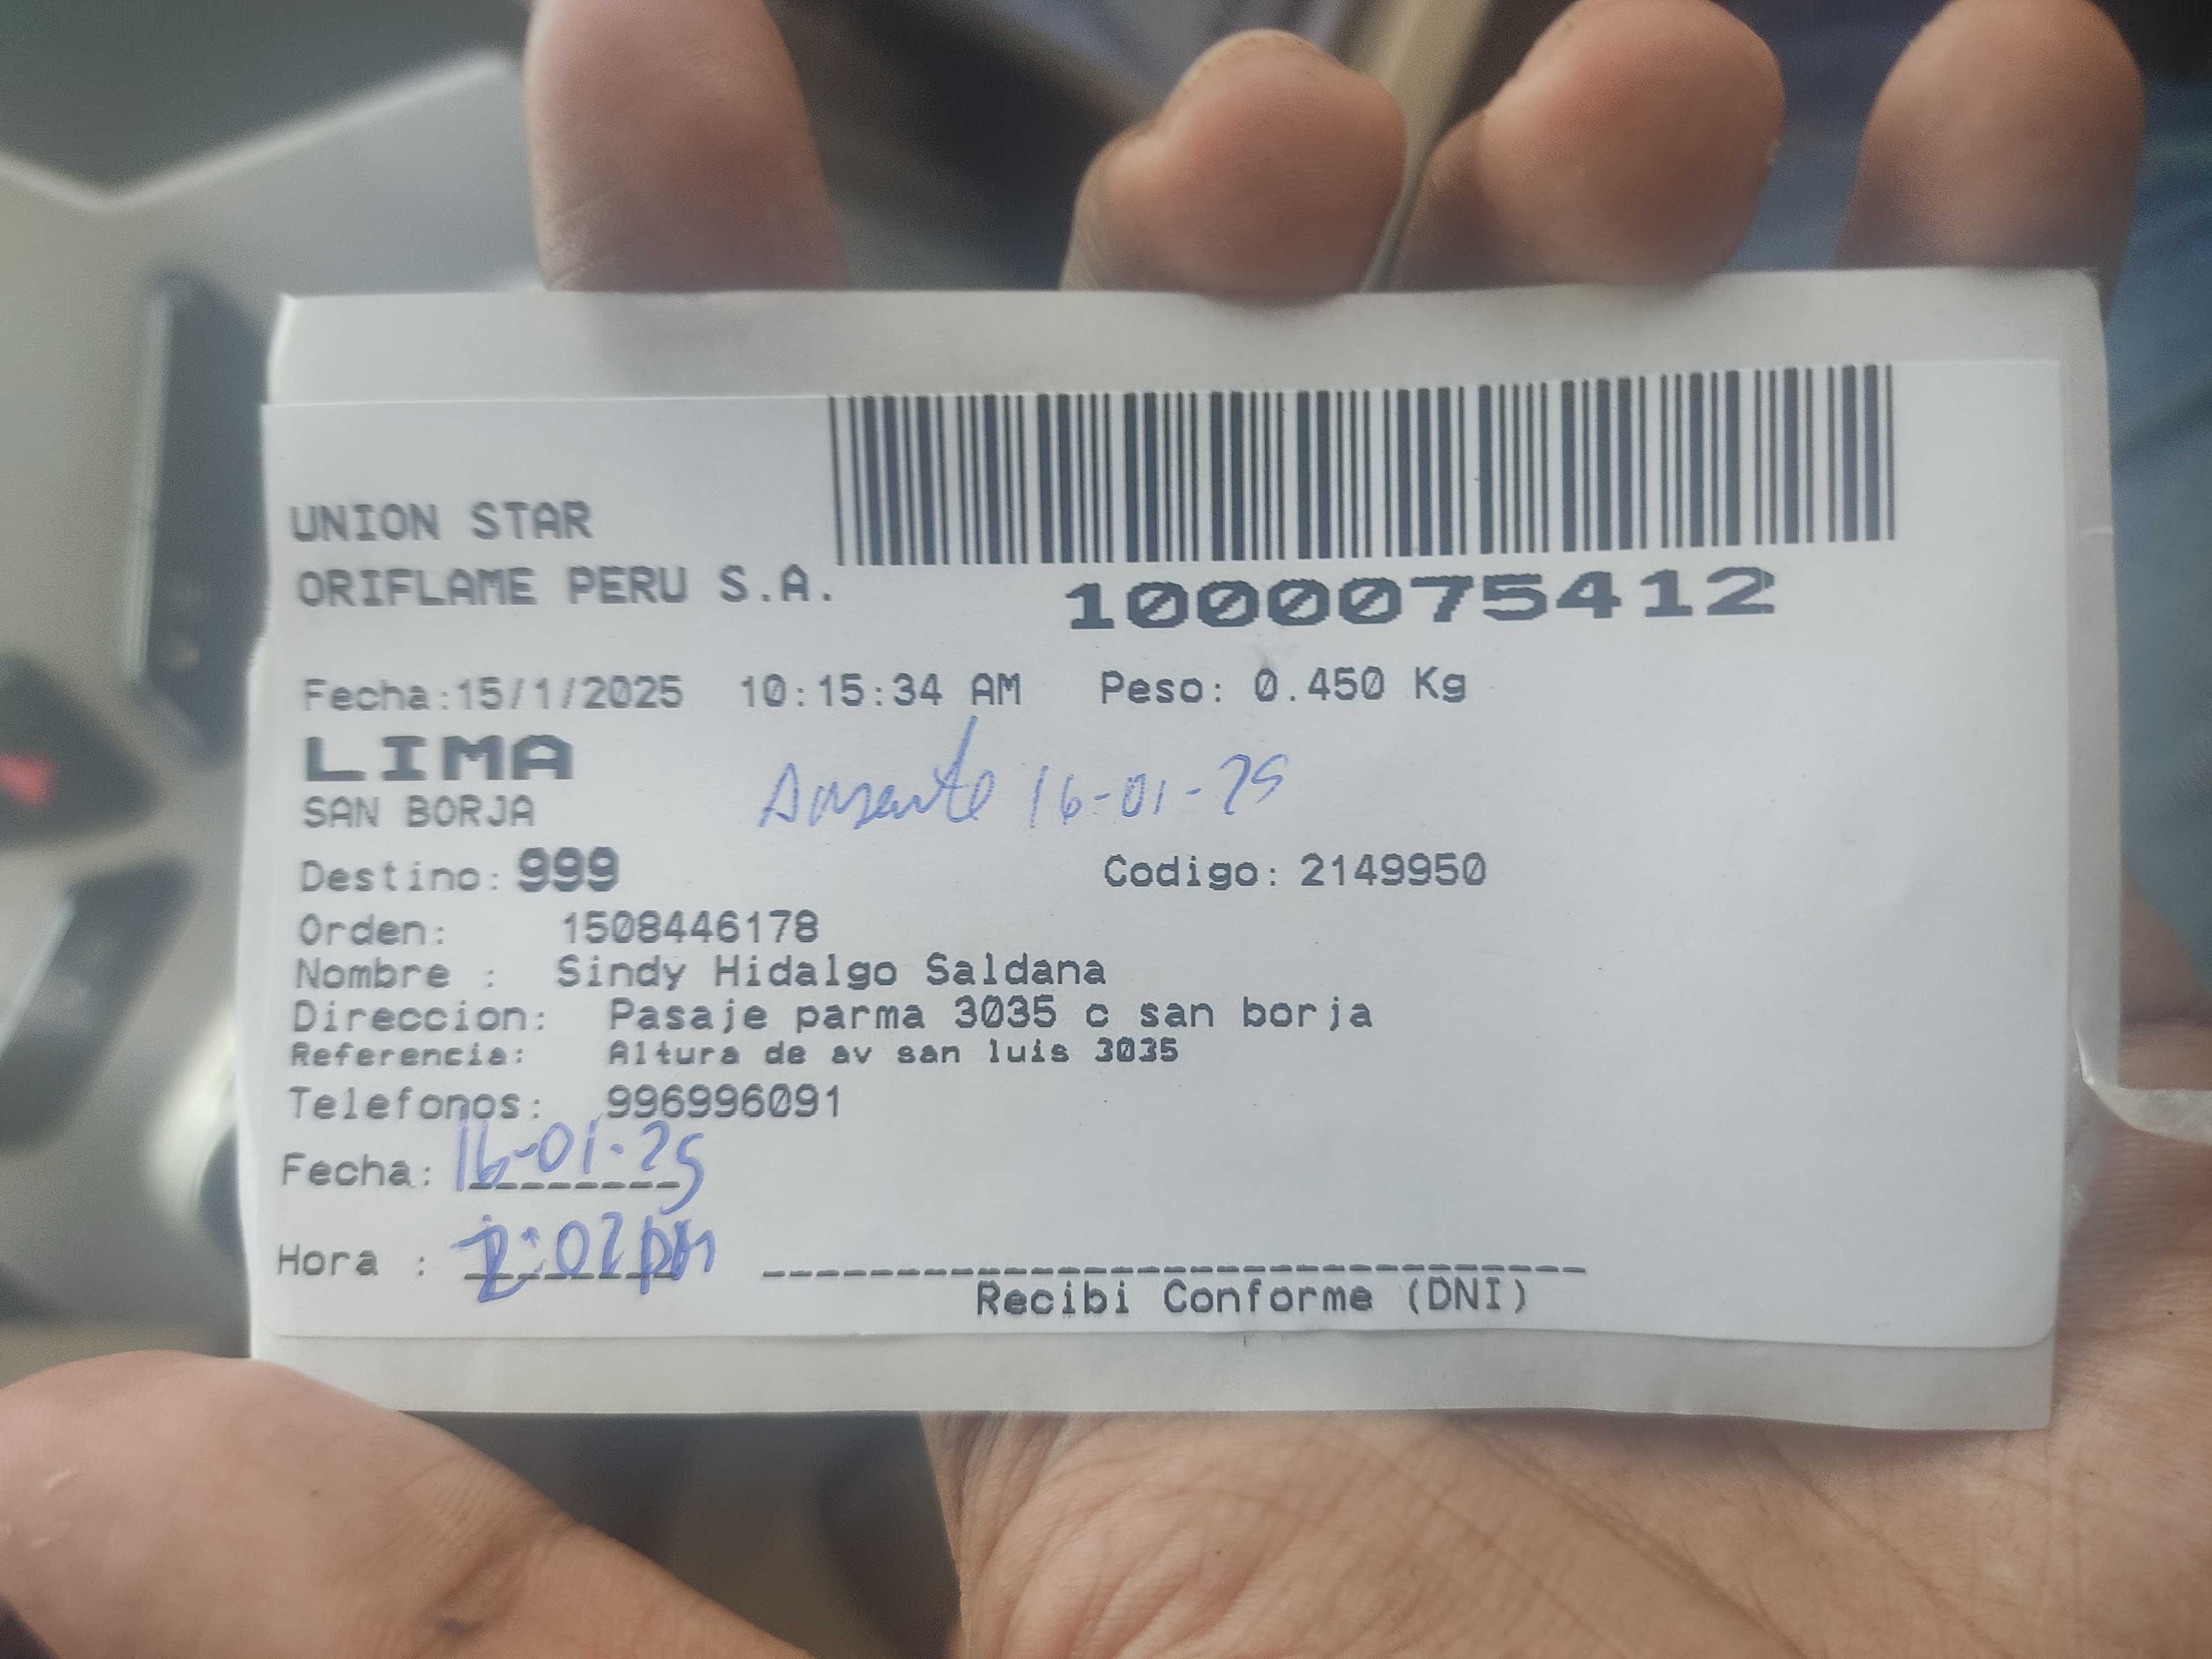 UNION STAR
ORIFLAME PERU S.A.
1000075412
Fecha:15/1/2025 10:15:34 AM Peso: 0.450 Kg
LIMA
SAN BORJA
Ausente 16-01-25
Destino: 999 Codigo: 2149950
Orden: 1508446178
Nombre : Sindy Hidalgo Saldana
Direccion: Pasaje parma 3035 c san borja
Referencia: Altura de av san luis 3035
Telefonos: 996996091
Fecha: 16-01-25
Hora : 2:02pm
Recibi Conforme (DNI)